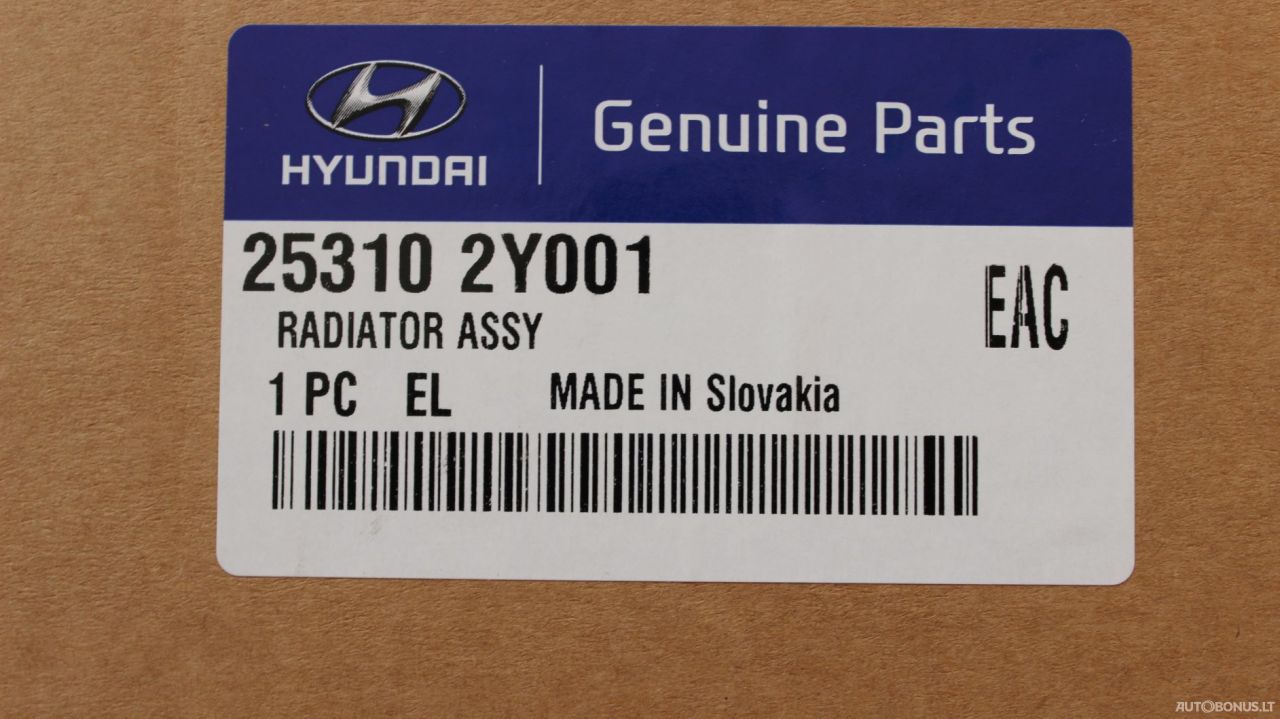 HYUNDAI
Genuine Parts
25310 2Y001
RADIATOR ASSY
EAC
1 PC EL MADE IN Slovakia
AUTOBONUS.LT